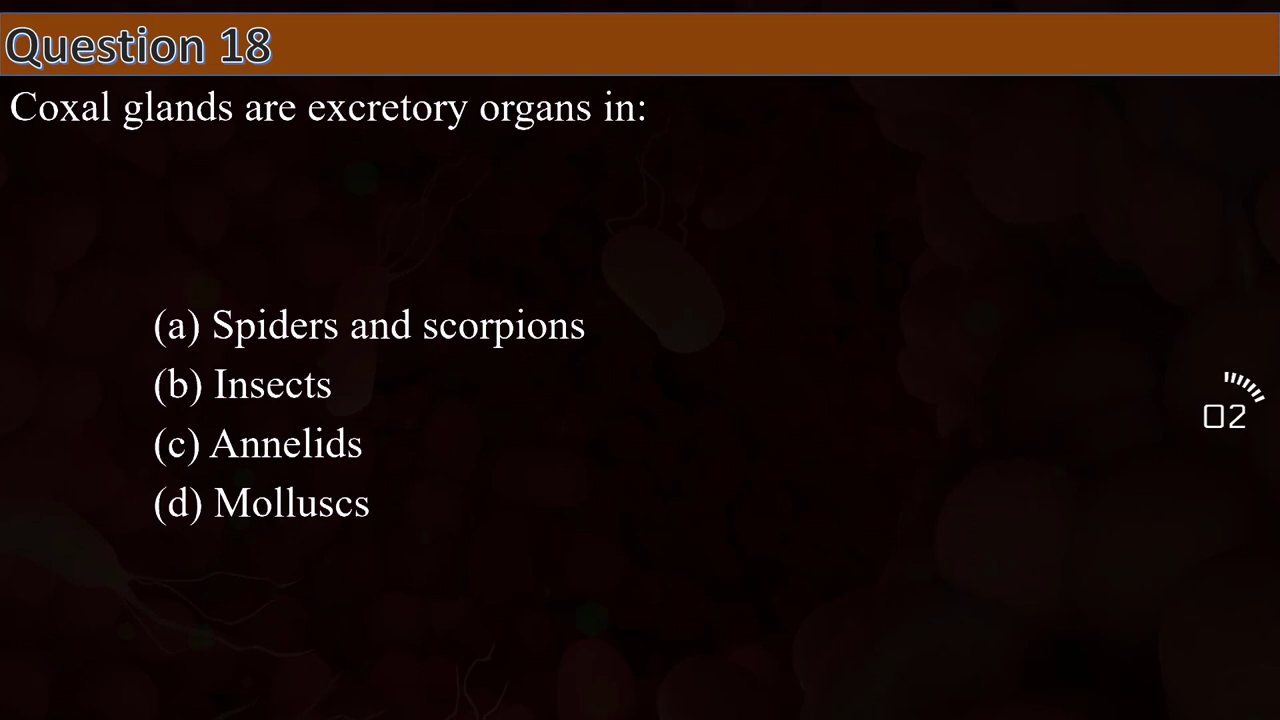 Question 18
Coxal glands are excretory organs in:
(a) Spiders and scorpions
(b) Insects
02
(c) Annelids
(d) Molluscs